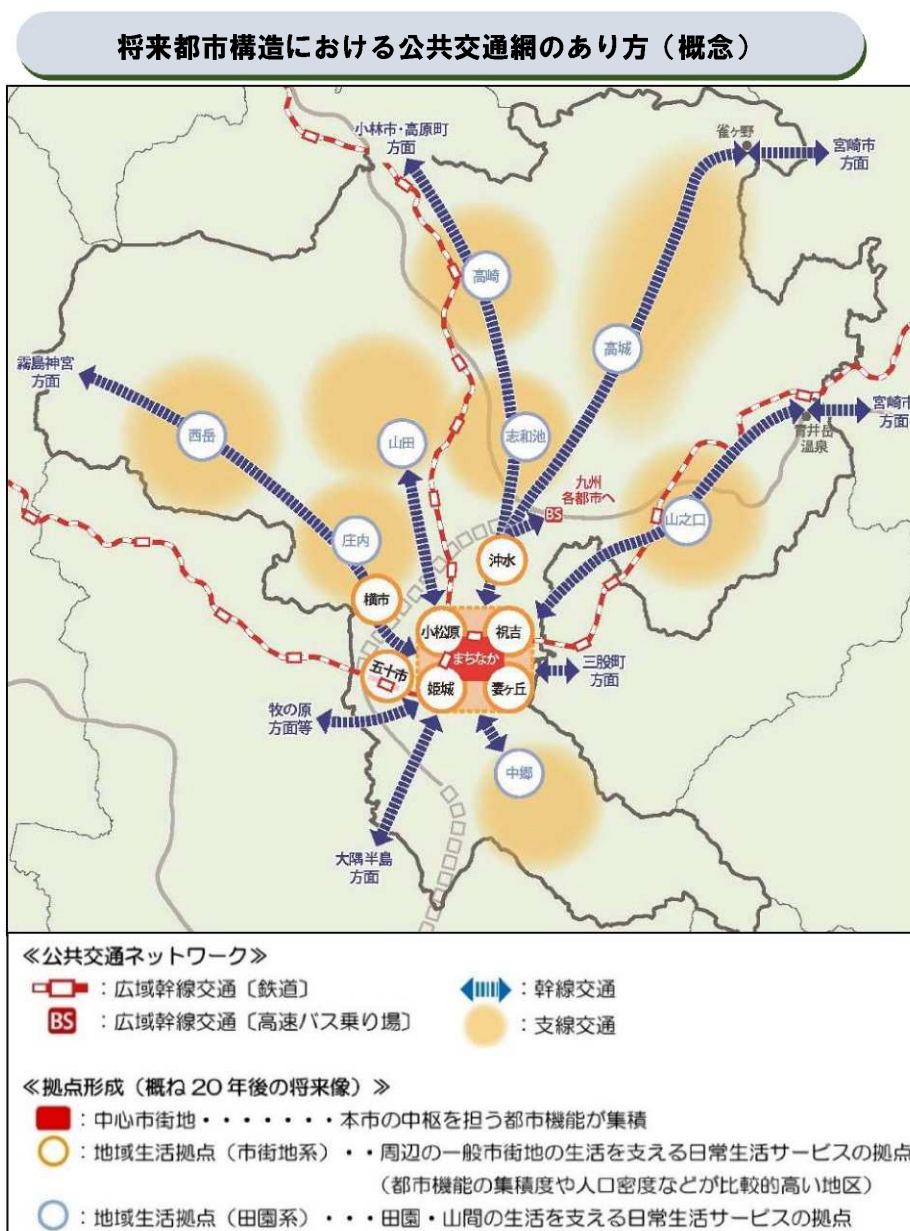 将来都市構造における公共交通網のあり方（概念）
小林市・高原町
方面
雀ヶ野
宮崎市
方面
高崎
高城
霧島神宮
方面
西岳
山田
志和池
宮崎市
方面
青井岳
温泉
九州
各都市へ
BS
山之口
庄内
沖水
横市
小松原
祝吉
まちなか
三股町
方面
五十市
姫城
妻ヶ丘
牧の原
方面等
中郷
大隅半島
方面
≪公共交通ネットワーク≫
：広域幹線交通〔鉄道〕
：幹線交通
BS ：広域幹線交通〔高速バス乗り場〕
：支線交通
≪拠点形成（概ね20年後の将来像）≫
：中心市街地・・・・・・・本市の中枢を担う都市機能が集積
：地域生活拠点（市街地系）・・周辺の一般市街地の生活を支える日常生活サービスの拠点
（都市機能の集積度や人口密度などが比較的高い地区）
：地域生活拠点（田園系）・・・田園・山間の生活を支える日常生活サービスの拠点